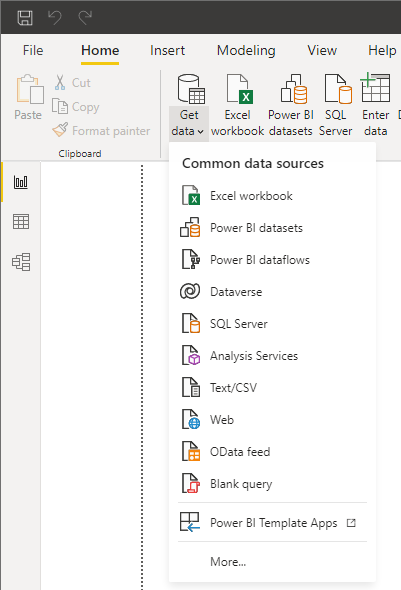 File Home Insert Modeling View Help
Paste
Cut
Copy
Format painter
Clipboard
Get data
Excel workbook
Power BI datasets
SQL Server
Enter data
Common data sources
Excel workbook
Power BI datasets
Power BI dataflows
Dataverse
SQL Server
Analysis Services
Text/CSV
Web
OData feed
Blank query
Power BI Template Apps
More...